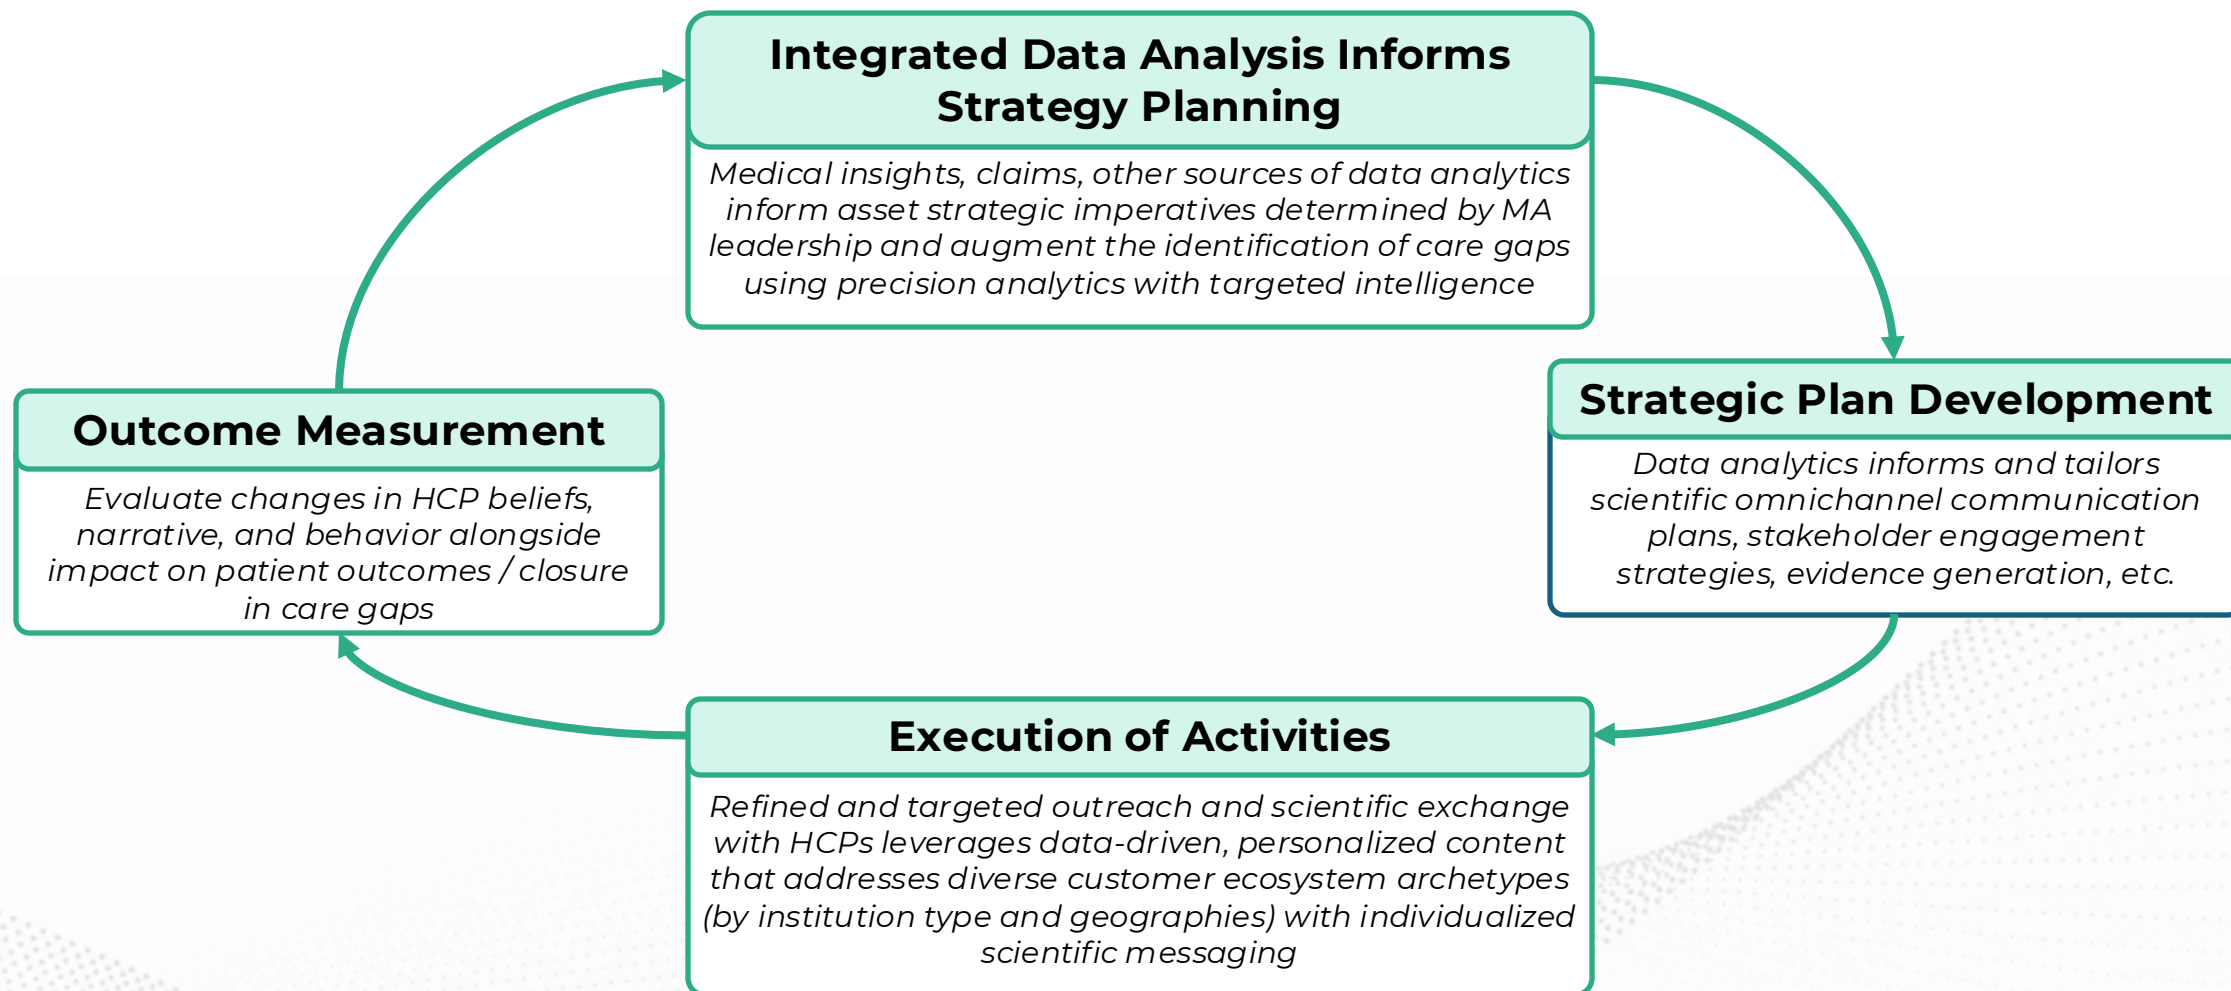 Integrated Data Analysis Informs
Strategy Planning
Medical insights, claims, other sources of data analytics
inform asset strategic imperatives determined by MA
leadership and augment the identification of care gaps
using precision analytics with targeted intelligence
Strategic Plan Development
Data analytics informs and tailors
scientific omnichannel communication
plans, stakeholder engagement
strategies, evidence generation, etc.
Execution of Activities
Refined and targeted outreach and scientific exchange
with HCPs leverages data-driven, personalized content
that addresses diverse customer ecosystem archetypes
(by institution type and geographies) with individualized
scientific messaging
Outcome Measurement
Evaluate changes in HCP beliefs,
narrative, and behavior alongside
impact on patient outcomes / closure
in care gaps